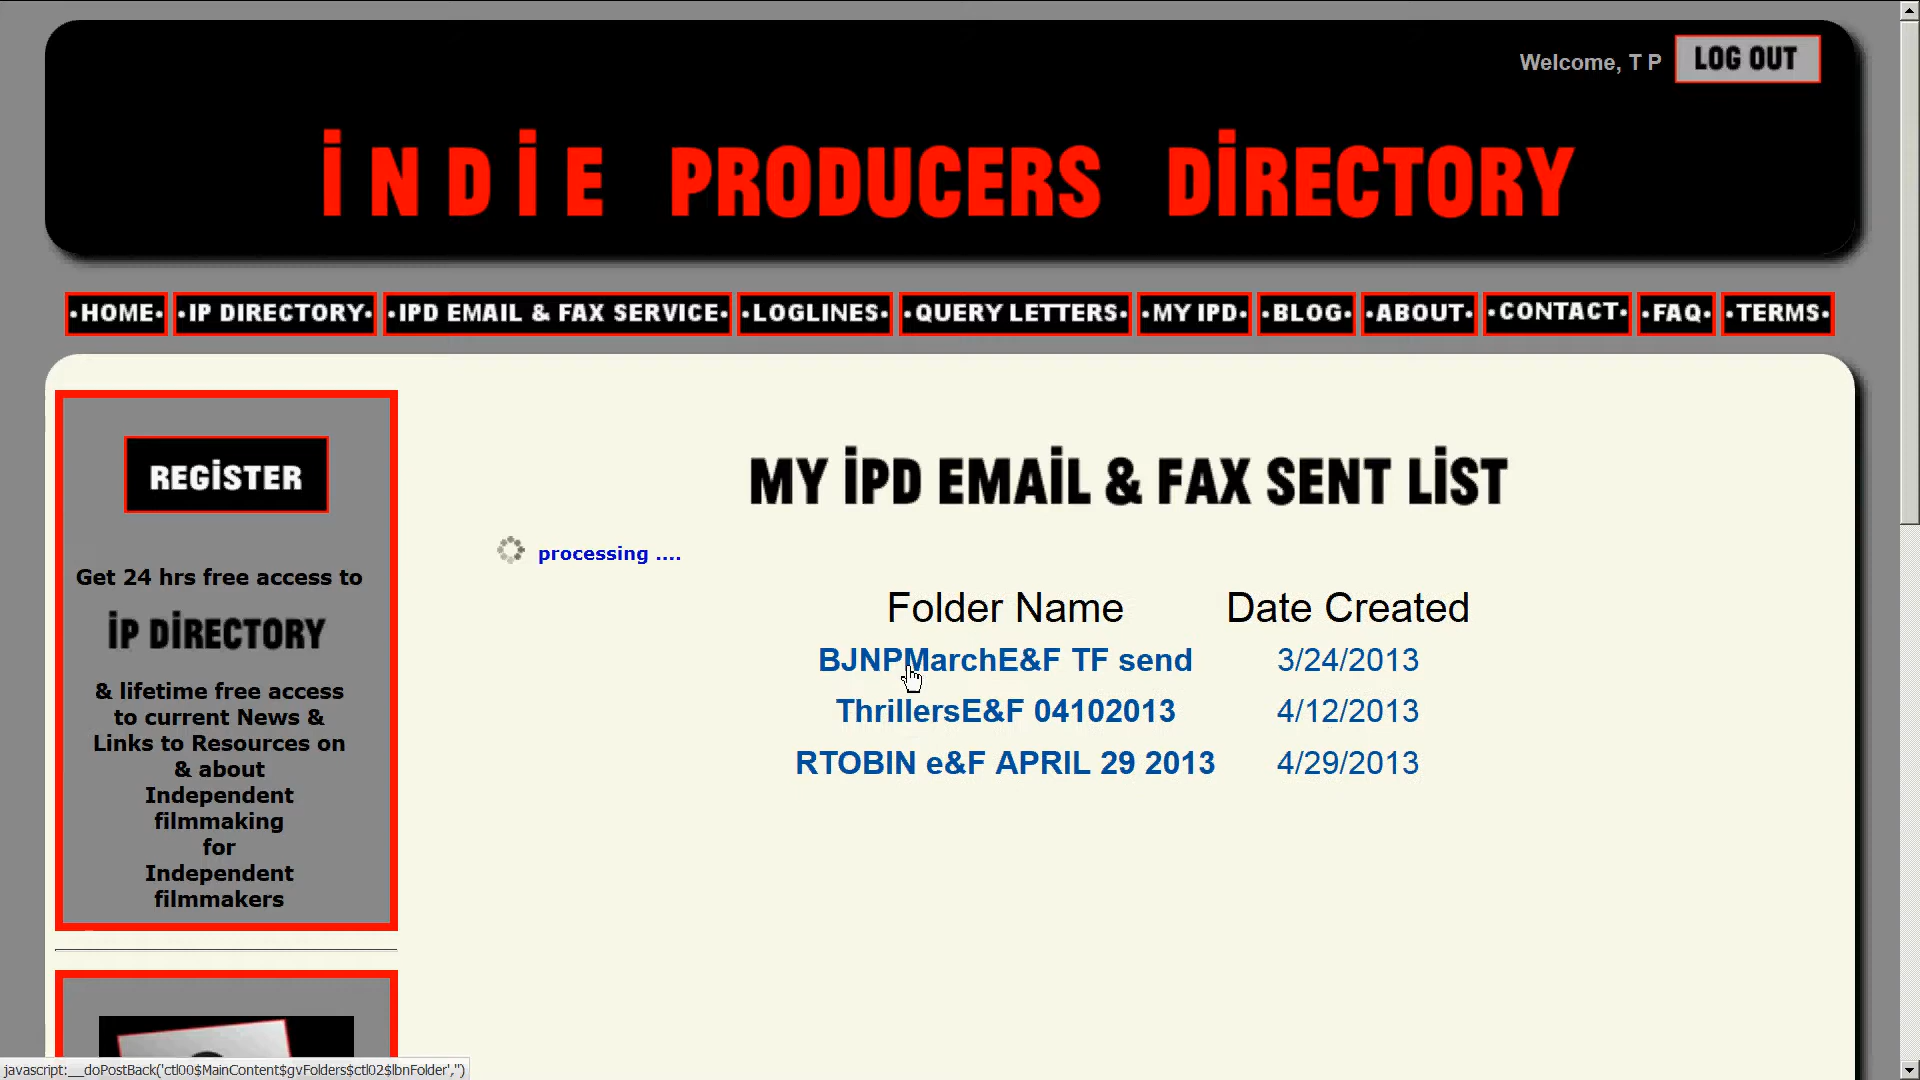 Welcome, T P
LOG OUT
iNDiE PRODUCERS DiRECTORY
•HOME•
•IP DIRECTORY•
•IPD EMAIL & FAX SERVICE•
•LOGLINES•
•QUERY LETTERS•
•MY IPD•
•BLOG•
•ABOUT•
•CONTACT•
•FAQ•
•TERMS•
REGiSTER
Get 24 hrs free access to
iP DiRECTORY
& lifetime free access
to current News &
Links to Resources on
& about
Independent
filmmaking
for
Independent
filmmakers
MY iPD EMAiL & FAX SENT LiST
processing ....
Folder Name Date Created
BJNPMarchE&F TF send 3/24/2013
ThrillersE&F 04102013 4/12/2013
RTOBIN e&F APRIL 29 2013 4/29/2013
javascript:__doPostBack('ctl00$MainContent$gvFolders$ctl02$lbnFolder','')